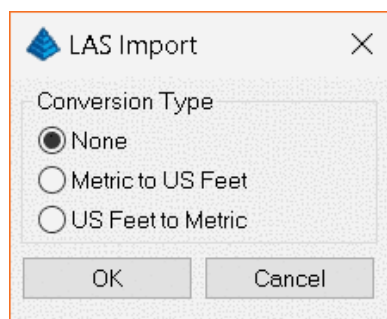 LAS Import
Conversion Type
None
Metric to US Feet
US Feet to Metric
OK Cancel